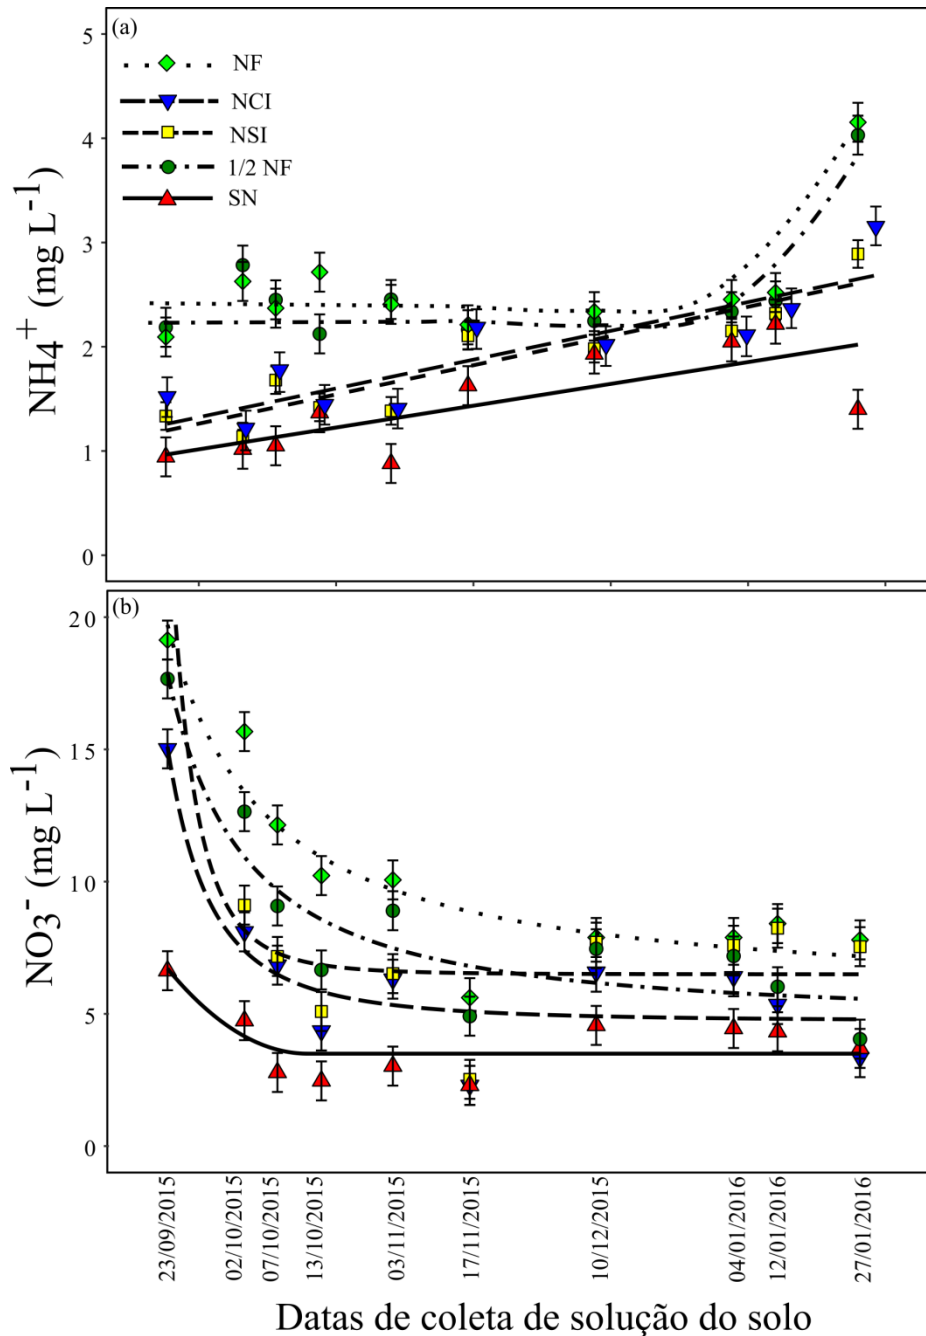 (a)
5
4
3
2
1
0
NH4+ (mg L-1)
NF
NCI
NSI
1/2 NF
SN
(b)
20
15
10
5
0
NO3- (mg L-1)
23/09/2015
02/10/2015
07/10/2015
13/10/2015
03/11/2015
17/11/2015
10/12/2015
04/01/2016
12/01/2016
27/01/2016
Datas de coleta de solução do solo